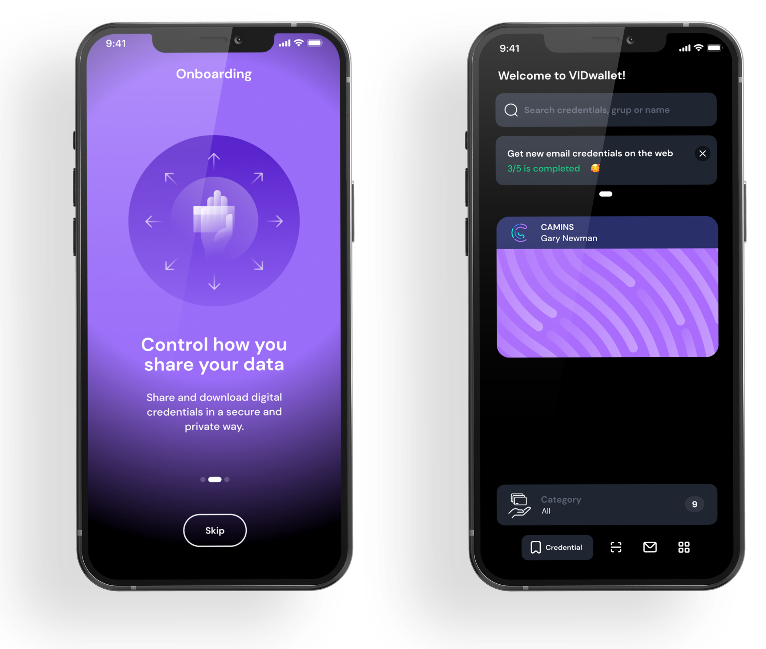 9:41
Onboarding
Control how you
share your data
Share and download digital
credentials in a secure and
private way.
Skip
9:41
Welcome to VIDwallet!
Search credentials, grup or name
Get new email credentials on the web
3/5 is completed
CAMINS
Gary Newman
Category
All
9
Credential